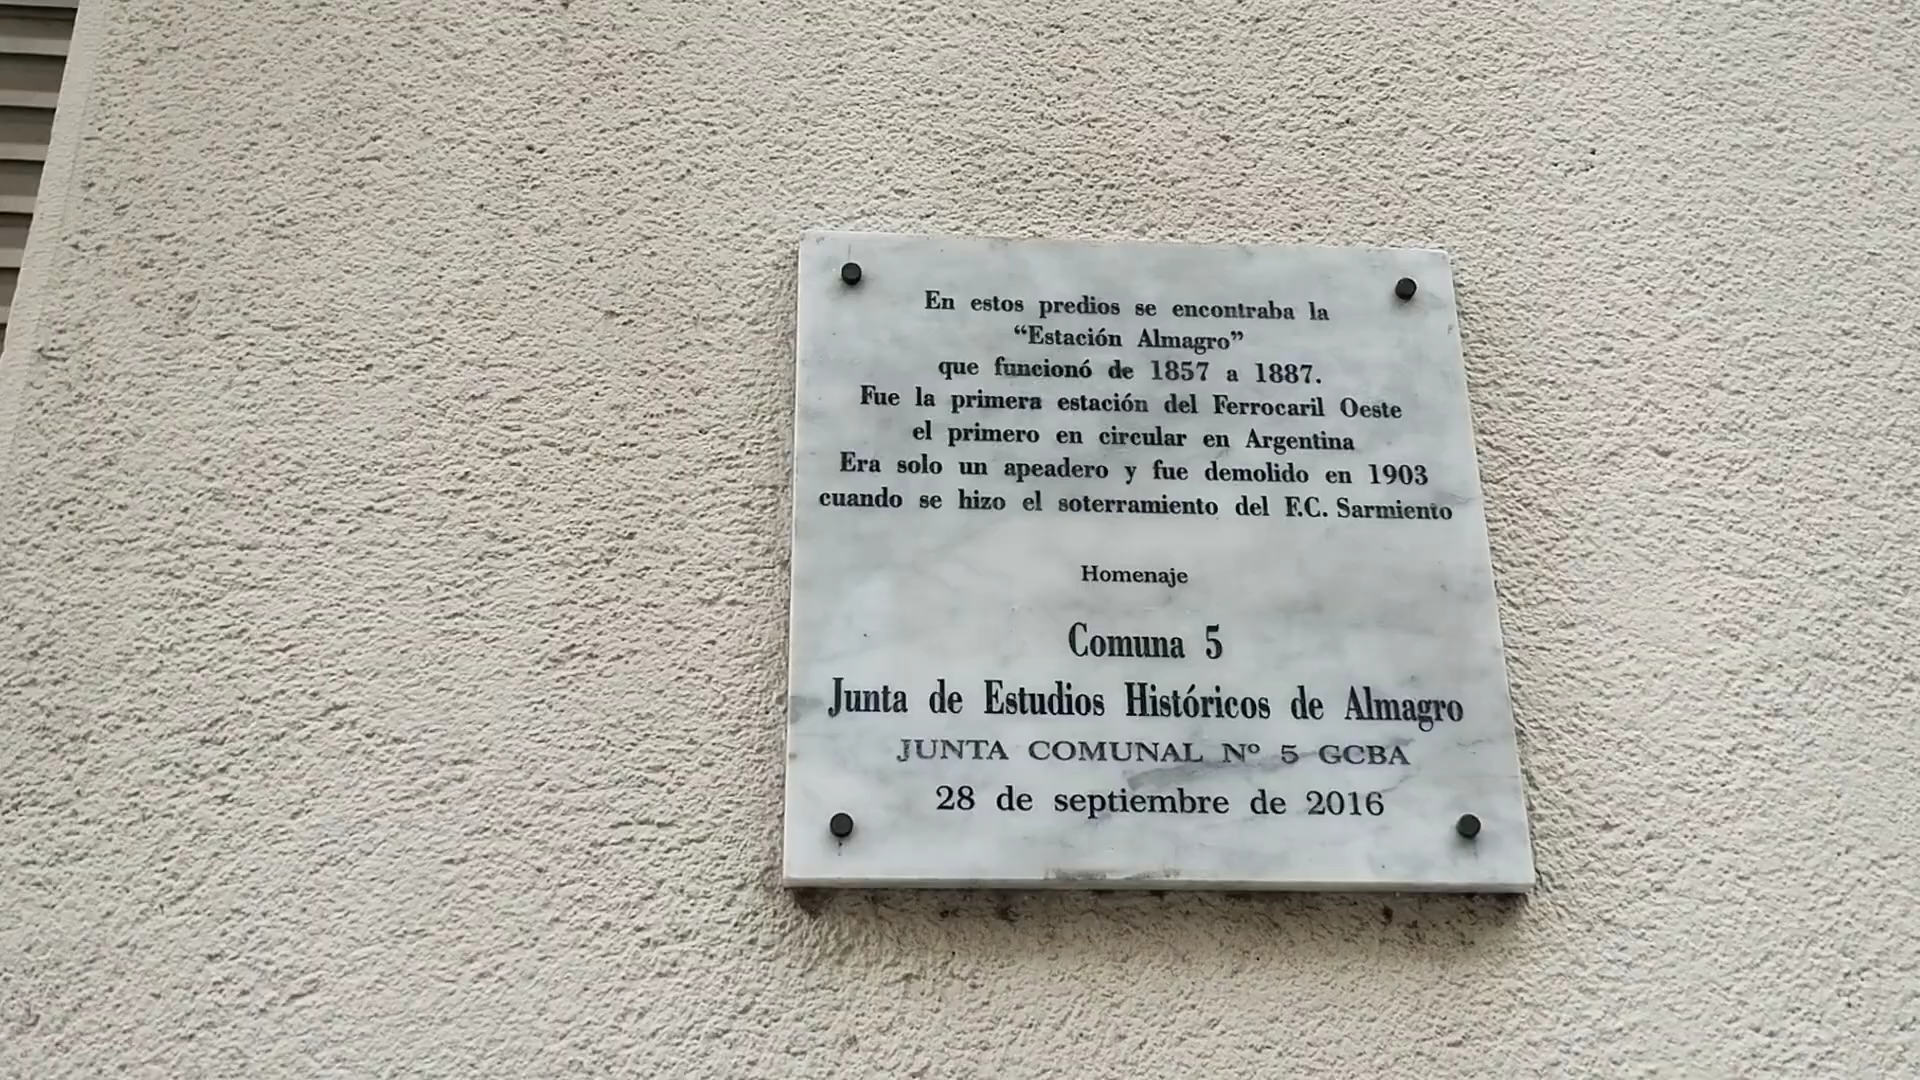 En estos predios se encontraba la
“Estación Almagro”
que funcionó de 1857 a 1887.
Fue la primera estación del Ferrocaril Oeste
el primero en circular en Argentina
Era solo un apeadero y fue demolido en 1903
cuando se hizo el soterramiento del F.C. Sarmiento
Homenaje
Comuna 5
Junta de Estudios Históricos de Almagro
JUNTA COMUNAL Nº 5 GCBA
28 de septiembre de 2016